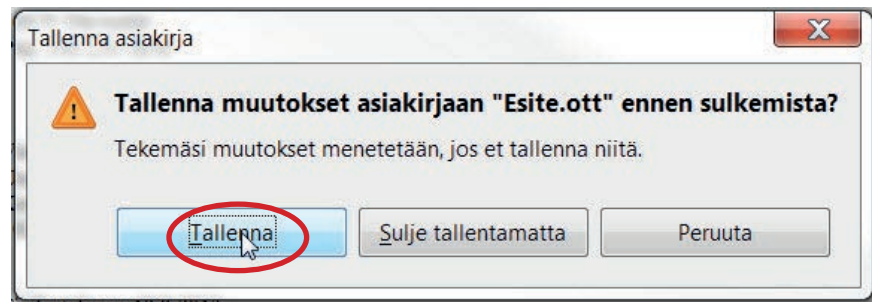 Tallenna asiakirja
Tallenna muutokset asiakirjaan "Esite.ott" ennen sulkemista?
Tekemäsi muutokset menetetään, jos et tallenna niitä.
Tallenna Sulje tallentamatta Peruuta